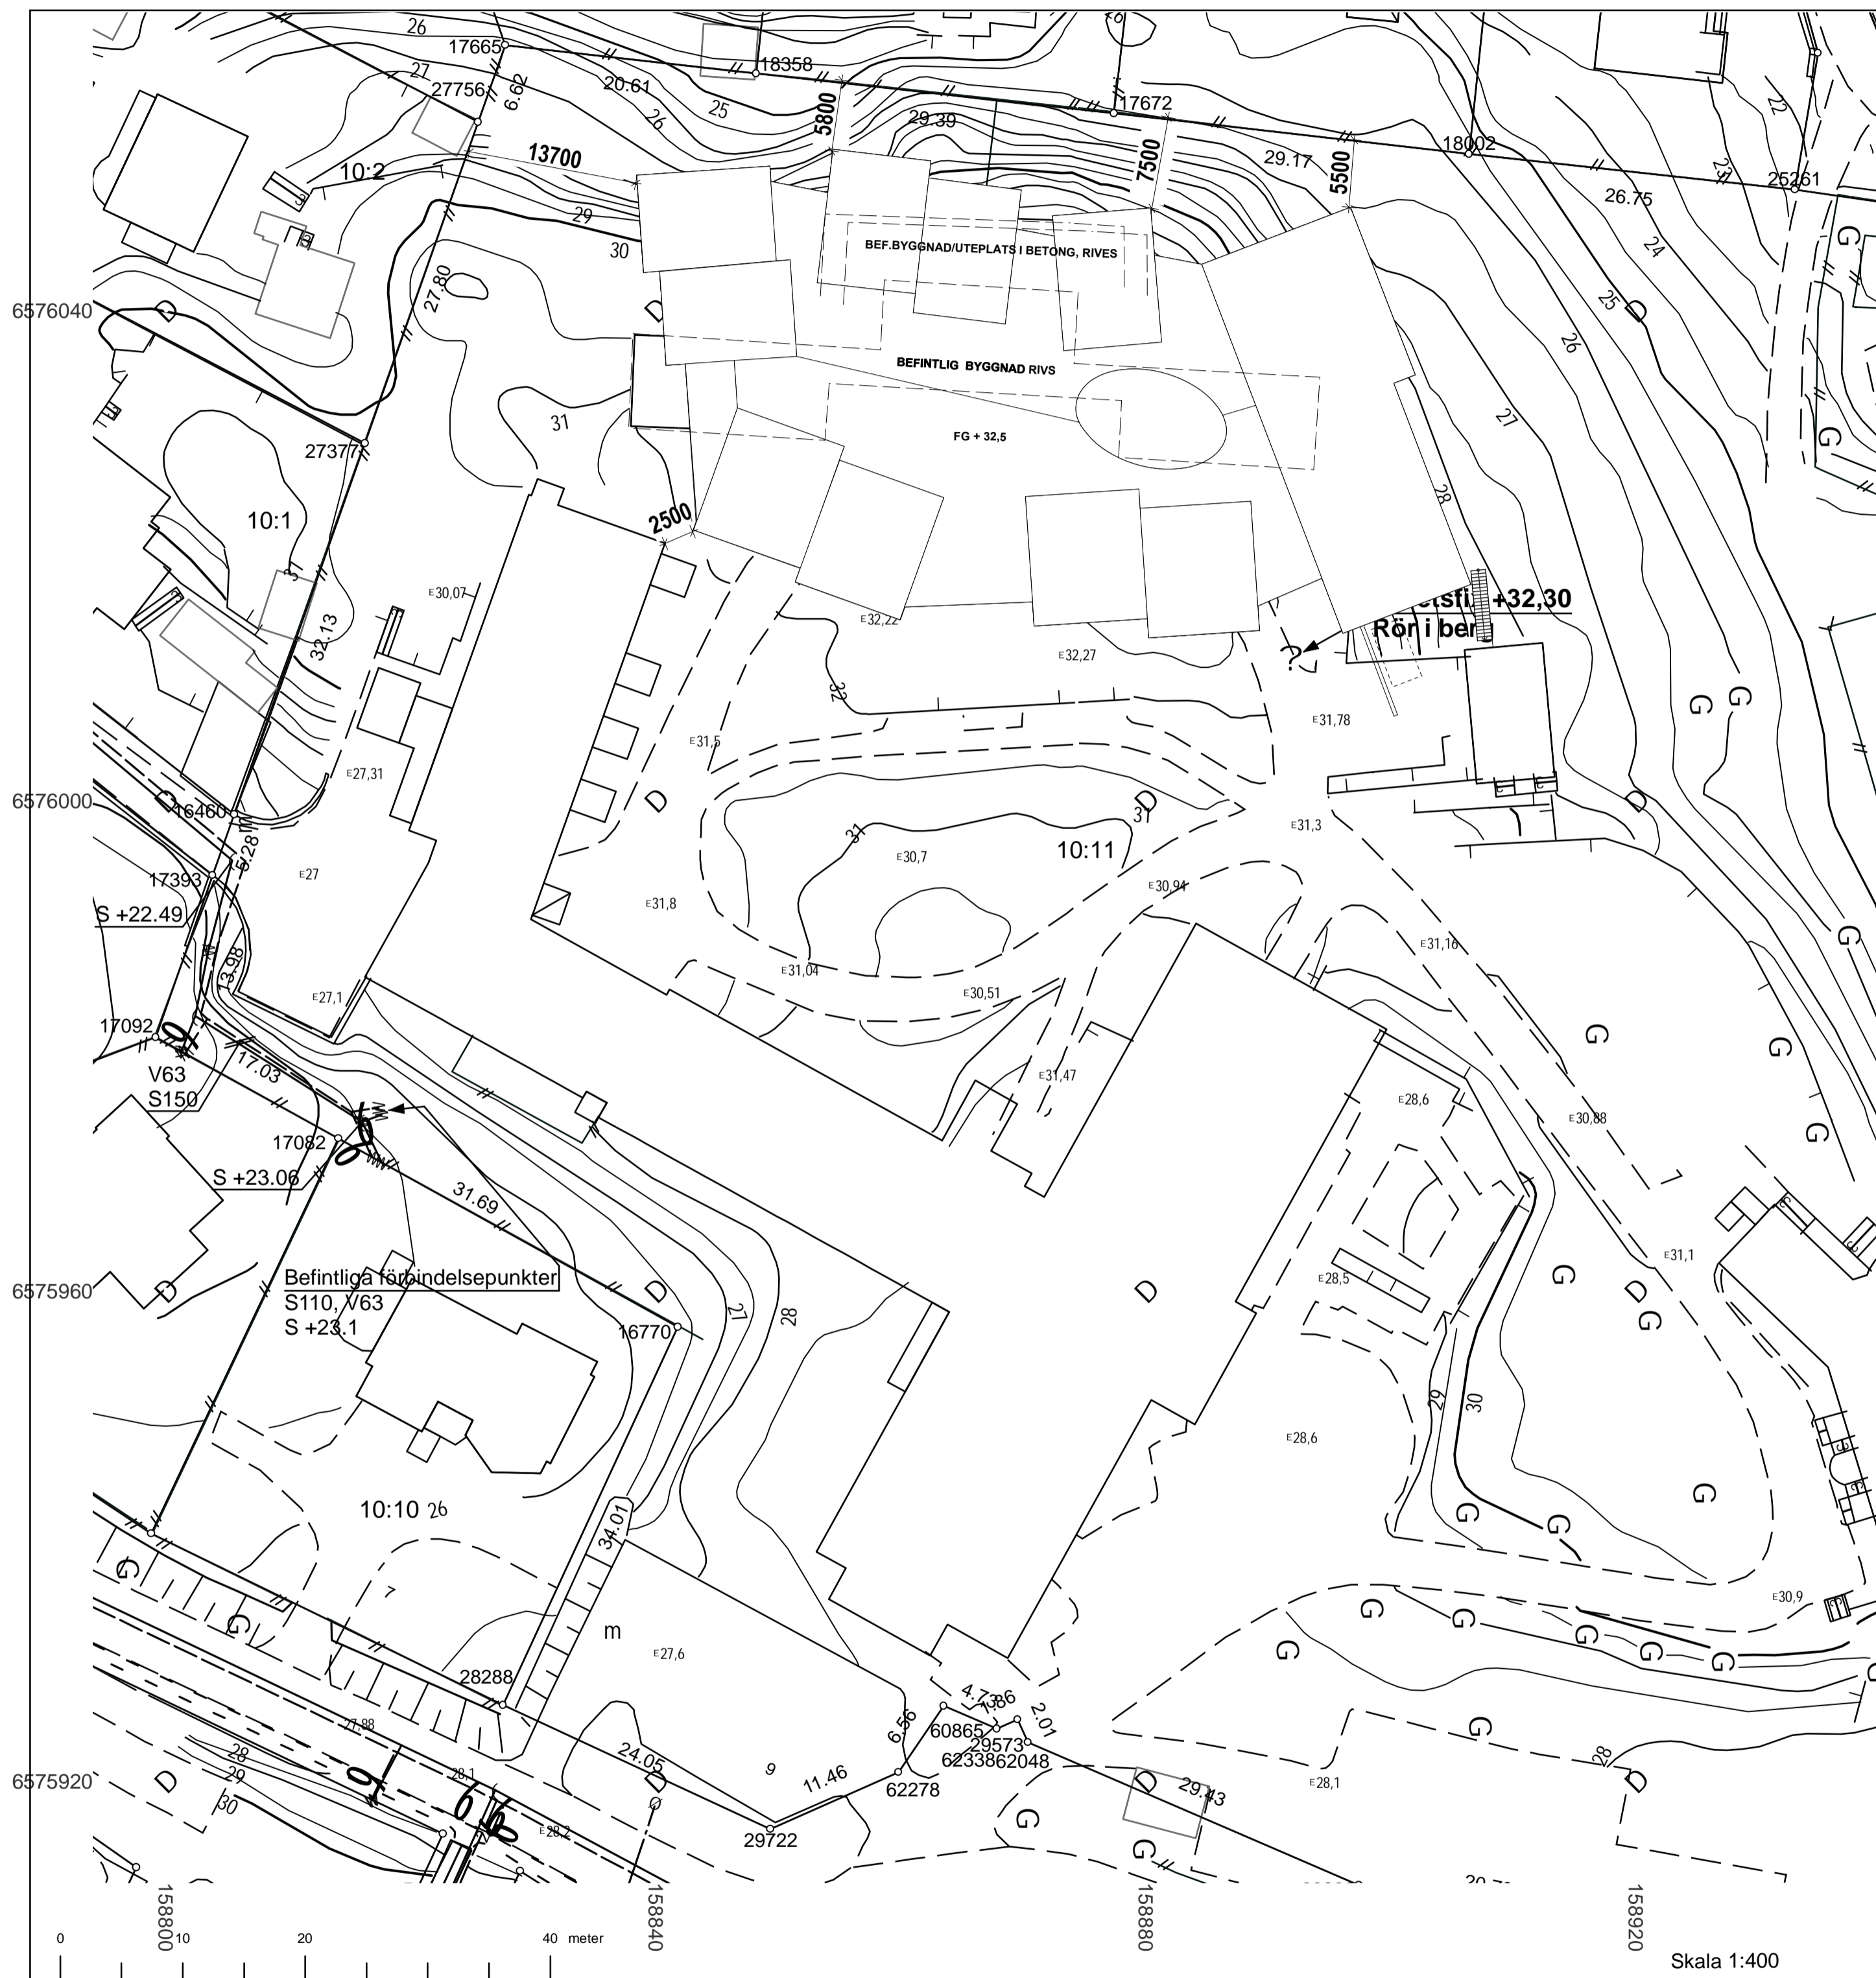 26
17665
18358
27
27756
6.62
20.61
26
25
5800
29.39
17672
7500
29.17
5500
18002
22
23
26.75
25261
13700
10:2
29
30
24
25
BEF.BYGGNAD/UTEPLATS I BETONG, RIVES
27.80
6576040
D
D
D
G
26
BEFINTLIG BYGGNAD RIVS
31
27
FG + 32,5
G
27377
28
2500
10:1
31
E30,07
32.13
E32,22
+32,30
Rör i berg
E32,27
32
E31,78
G
G
E31,5
E27,31
6576000
D
D
D
D
16460
31
31
E31,3
10:11
E30,7
5.28
17393
E27
E30,94
S +22.49
E31,8
E31,16
G
13.98
E31,04
E30,51
E27,1
17092
G
G
17.03
V63
S150
E31,47
E28,6
E30,88
G
17082
S +23.06
31.69
E31,1
Befintliga förbindelsepunkter
S110, V63
S +23.1
6575960
D
D
D
D
E28,5
G
G
27
28
16770
29
30
E28,6
G
10:10
26
34.01
G
G
G
7
E30,9
G
G
G
G
G
G
G
m
E27,6
28288
4.73
1.86
2.01
6.56
60865
29573
62338
62048
27,88
28
29
30
28,1
24.05
9
11.46
62278
G
28
6575920
D
D
D
D
29.43
E28,1
E28,2
29722
G
G
158800
158840
158880
158920
0
10
20
40 meter
Skala 1:400